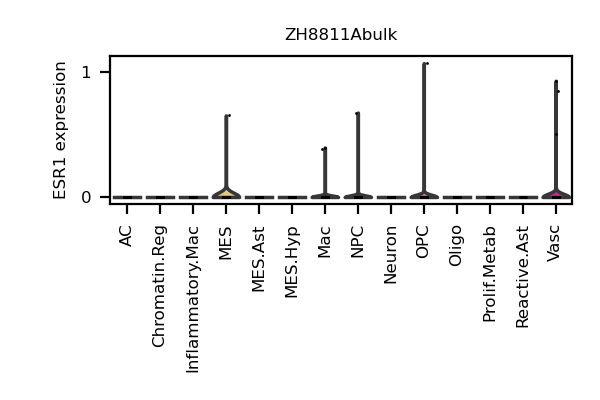 ZH8811Abulk
ESR1 expression
1
0
AC
Chromatin.Reg
Inflammatory.Mac
MES
MES.Ast
MES.Hyp
Mac
NPC
Neuron
OPC
Oligo
Prolif.Metab
Reactive.Ast
Vasc